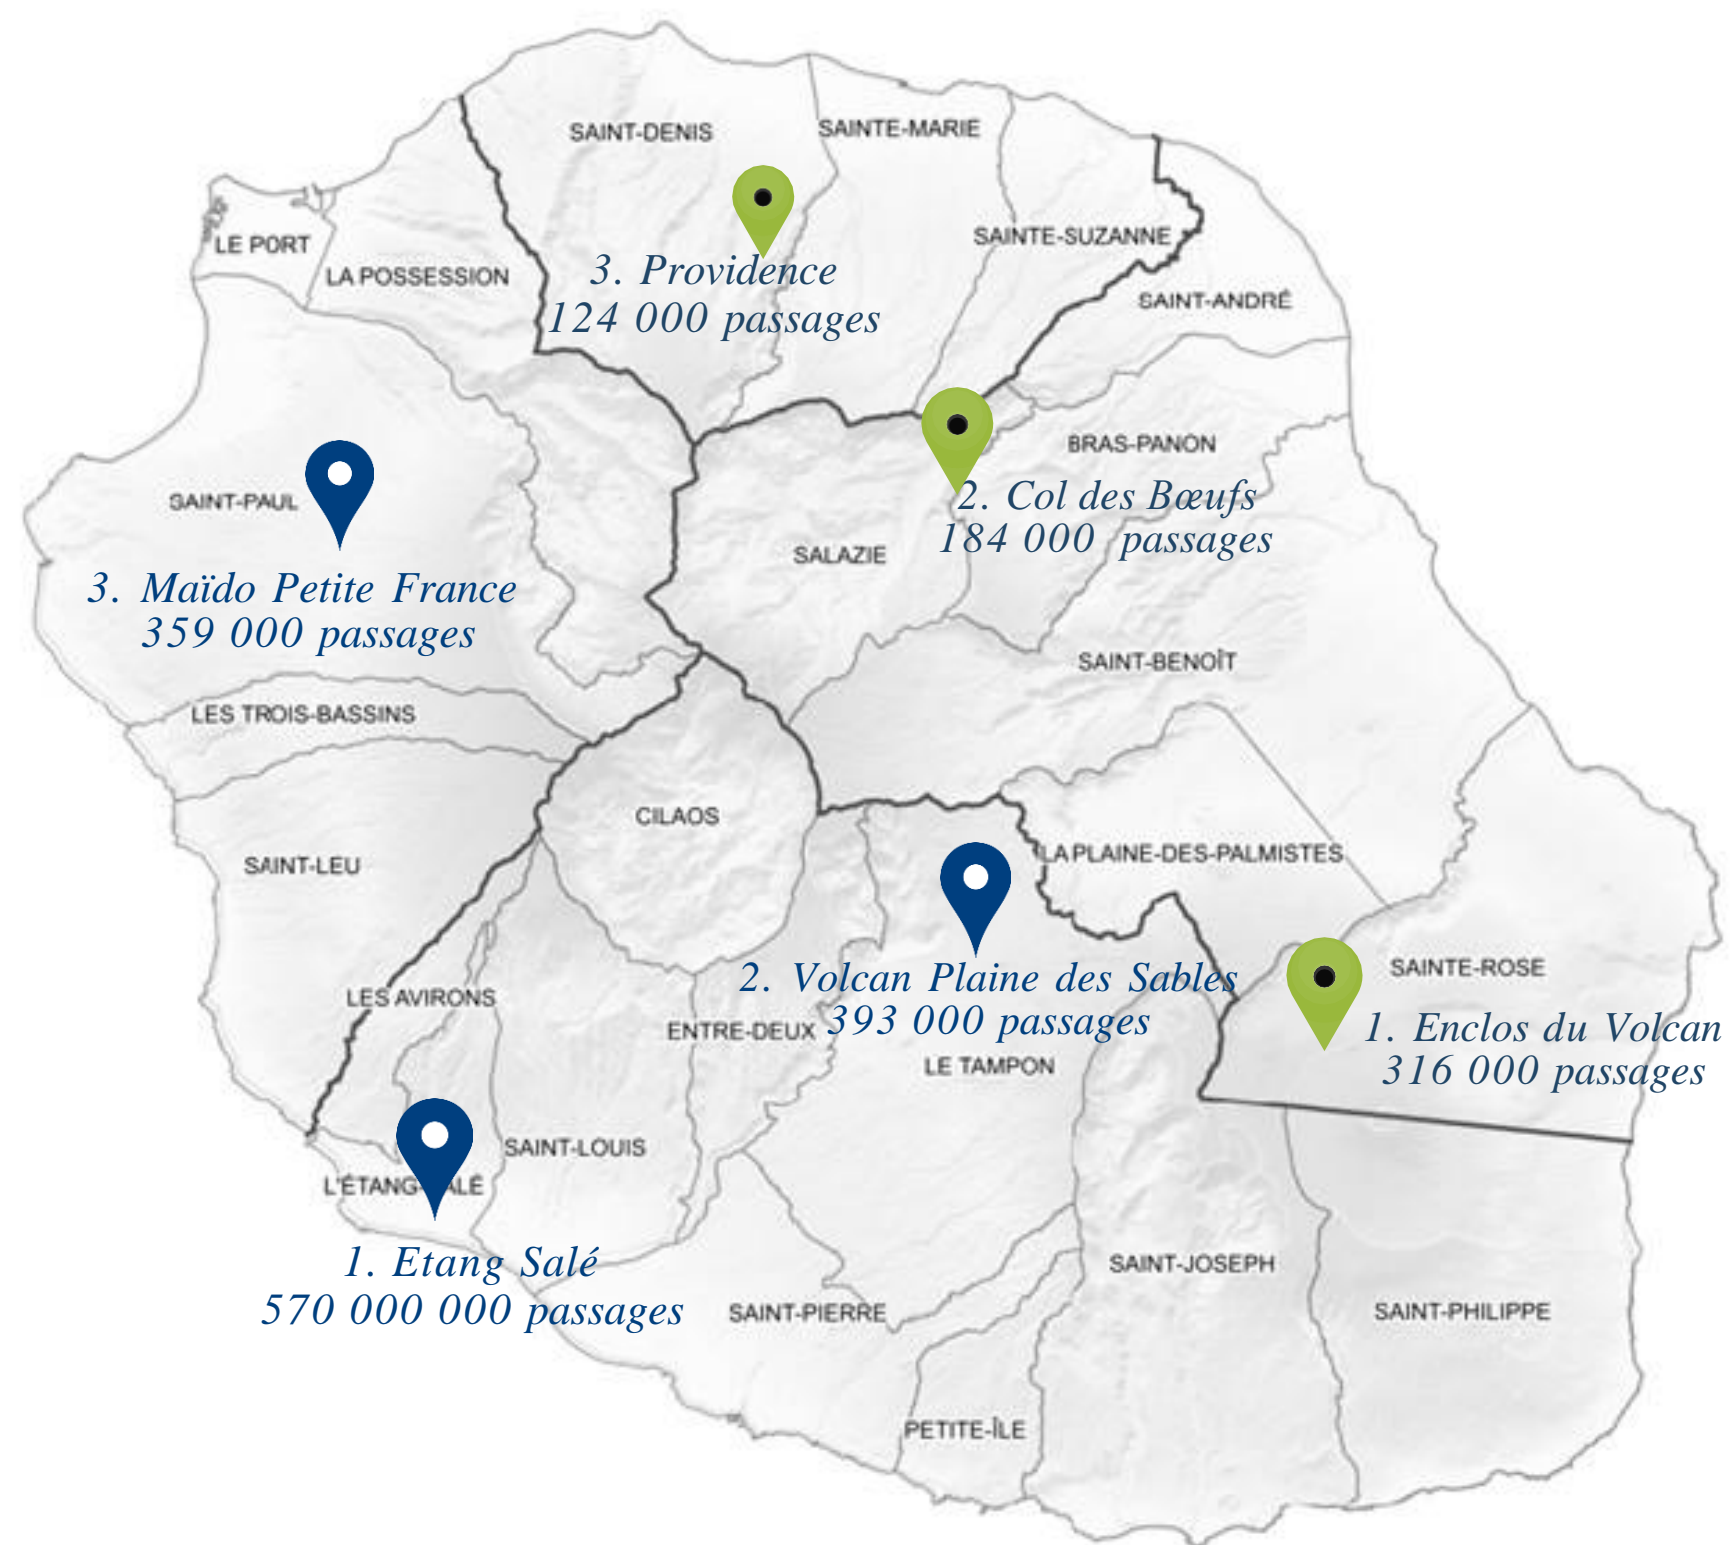 SAINT-DENIS
SAINTE-MARIE
SAINTE-SUZANNE
LE PORT
LA POSSESSION
3. Providence
124 000 passages
SAINT-ANDRÉ
BRAS-PANON
SAINT-PAUL
2. Col des Bœufs
184 000 passages
SALAZIE
3. Maïdo Petite France
359 000 passages
SAINT-BENOÎT
LES TROIS-BASSINS
CILAOS
LA PLAINE-DES-PALMISTES
SAINT-LEU
2. Volcan Plaine des Sables
393 000 passages
SAINTE-ROSE
LES AVIRONS
ENTRE-DEUX
1. Enclos du Volcan
316 000 passages
LE TAMPON
SAINT-LOUIS
L'ÉTANG- ALÉ
1. Etang Salé
570 000 000 passages
SAINT-JOSEPH
SAINT-PIERRE
SAINT-PHILIPPE
PETITE-ÎLE